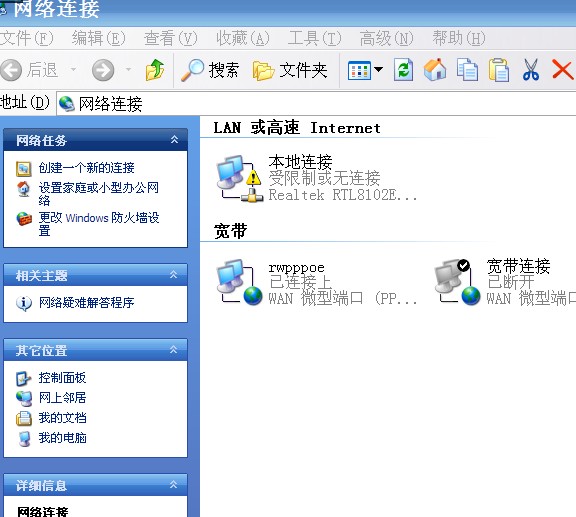 网络连接
文件(F) 编辑(E) 查看(V) 收藏(A) 工具(T) 高级(N) 帮助(H)
后退 搜索 文件夹
地址(D) 网络连接
网络任务
创建一个新的连接
设置家庭或小型办公网
络
更改 Windows 防火墙设
置
相关主题
网络疑难解答程序
其它位置
控制面板
网上邻居
我的文档
我的电脑
详细信息
网络连接
LAN 或高速 Internet
本地连接
受限制或无连接
Realtek RTL8102E...
宽带
rwpppoe
已连接上
WAN 微型端口 (PP...
宽带连接
已断开
WAN 微型端口